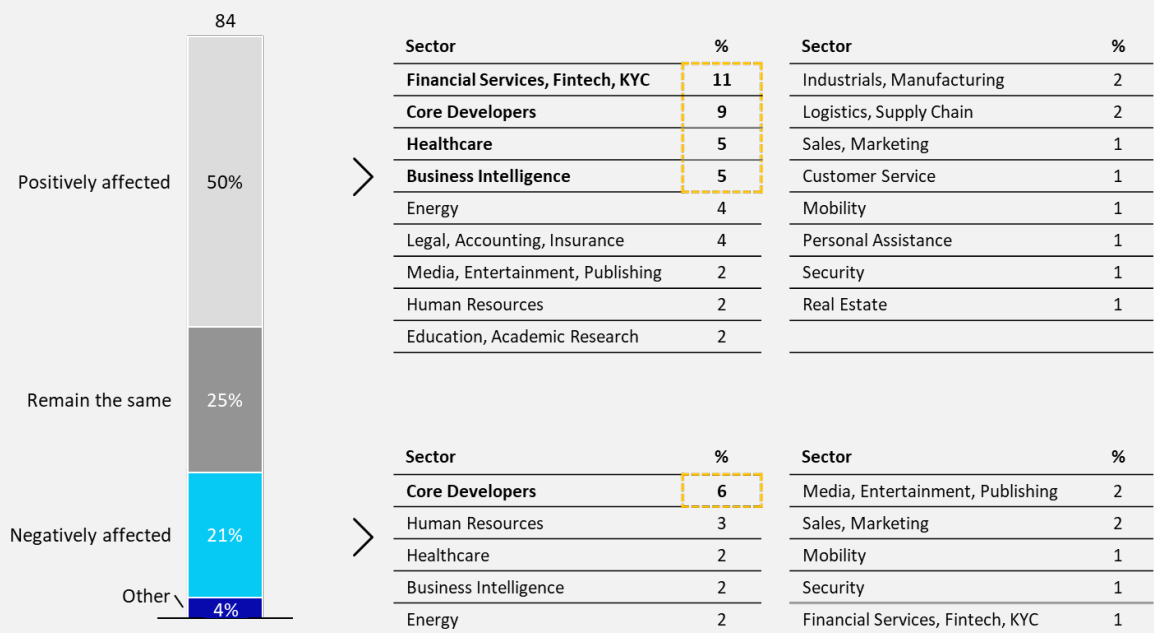 84
Positively affected
50%
Remain the same
25%
Negatively affected
21%
Other
4%
Sector %
Financial Services, Fintech, KYC 11
Core Developers 9
Healthcare 5
Business Intelligence 5
Energy 4
Legal, Accounting, Insurance 4
Media, Entertainment, Publishing 2
Human Resources 2
Education, Academic Research 2
Sector %
Industrials, Manufacturing 2
Logistics, Supply Chain 2
Sales, Marketing 1
Customer Service 1
Mobility 1
Personal Assistance 1
Security 1
Real Estate 1
Sector %
Core Developers 6
Human Resources 3
Healthcare 2
Business Intelligence 2
Energy 2
Sector %
Media, Entertainment, Publishing 2
Sales, Marketing 2
Mobility 1
Security 1
Financial Services, Fintech, KYC 1